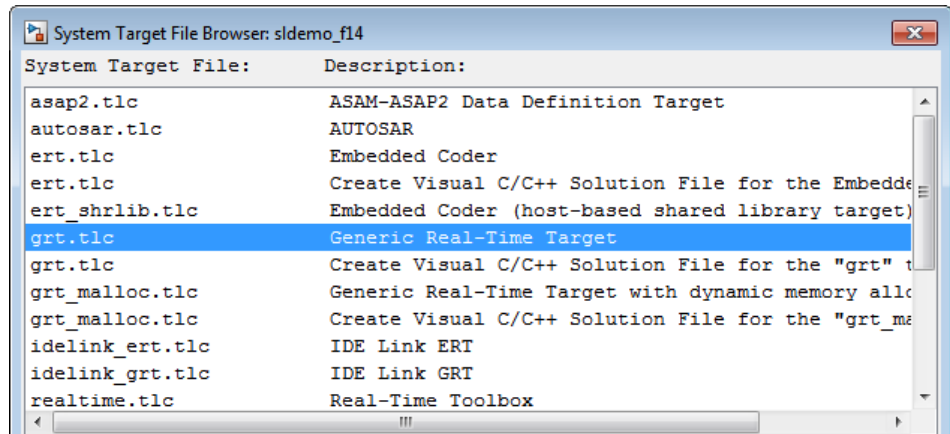 System Target File Browser: sldemo_f14
System Target File: Description:
asap2.tlc ASAM-ASAP2 Data Definition Target
autosar.tlc AUTOSAR
ert.tlc Embedded Coder
ert.tlc Create Visual C/C++ Solution File for the Embedde
ert_shrlib.tlc Embedded Coder (host-based shared library target)
grt.tlc Generic Real-Time Target
grt.tlc Create Visual C/C++ Solution File for the "grt" t
grt_malloc.tlc Generic Real-Time Target with dynamic memory allo
grt_malloc.tlc Create Visual C/C++ Solution File for the "grt_ma
idelink_ert.tlc IDE Link ERT
idelink_grt.tlc IDE Link GRT
realtime.tlc Real-Time Toolbox